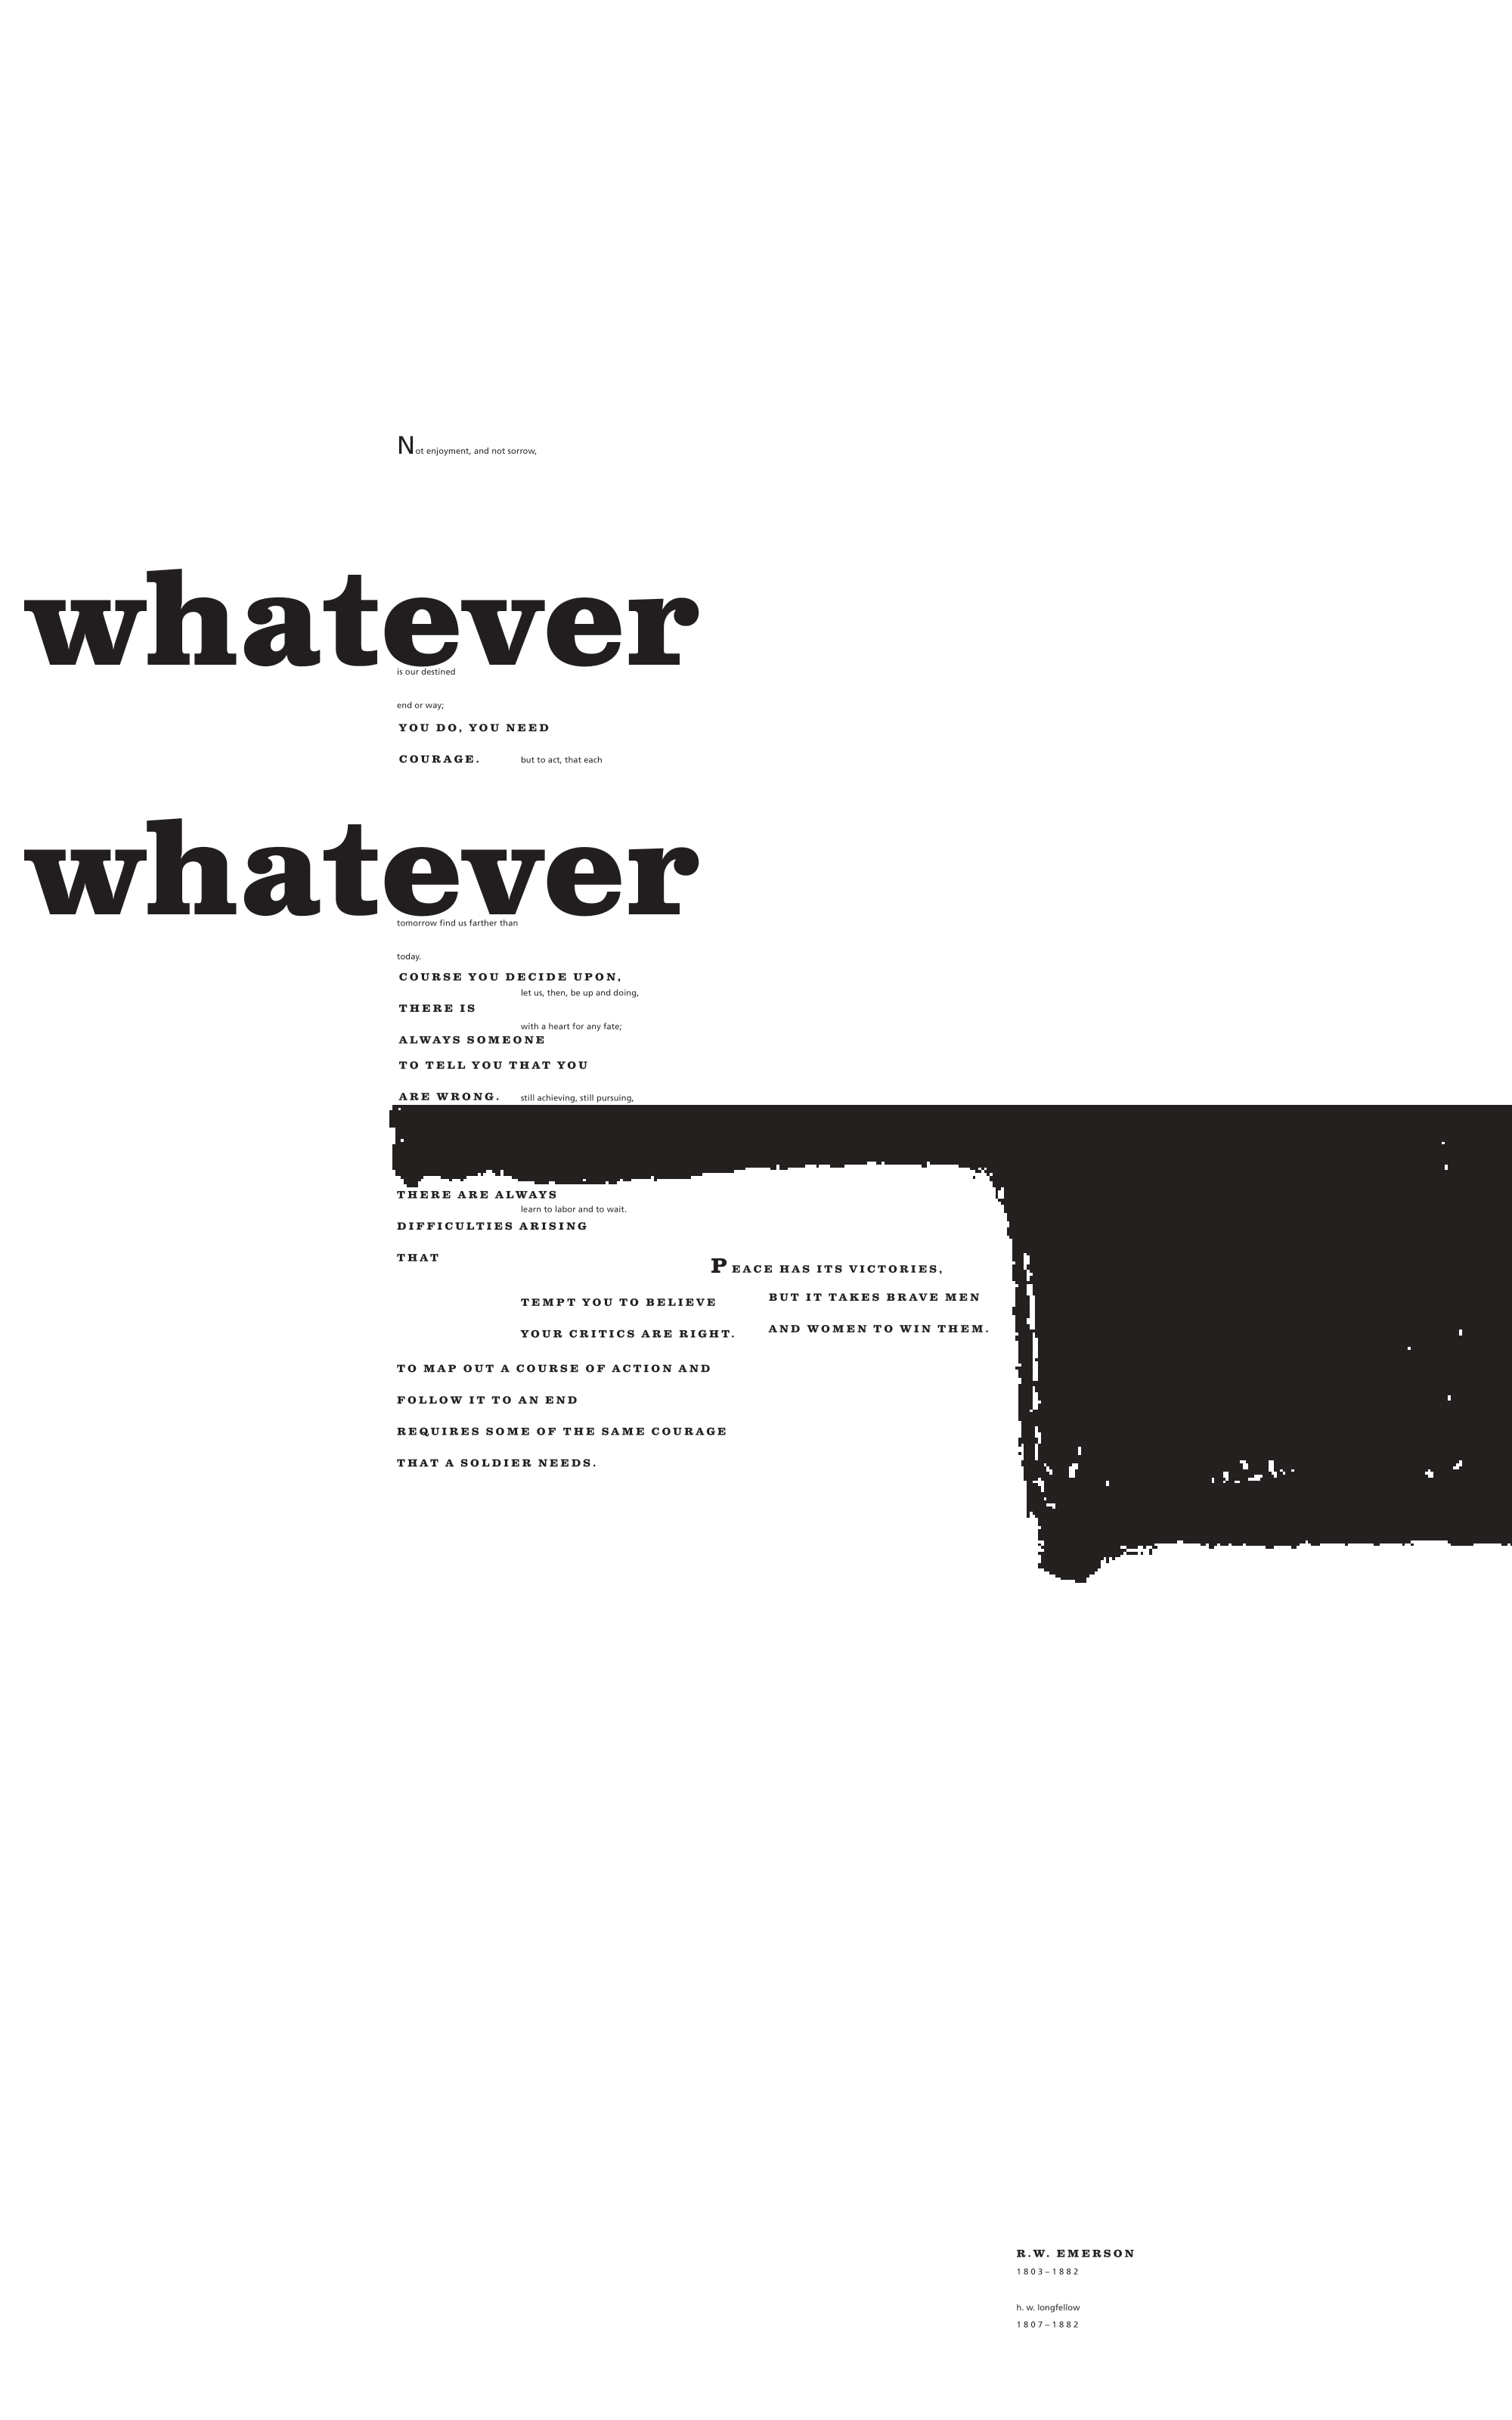 Not enjoyment, and not sorrow,
whatever
is our destined
end or way;
YOU DO, YOU NEED
COURAGE. but to act, that each
whatever
tomorrow find us farther than
today.
COURSE YOU DECIDE UPON,
let us, then, be up and doing,
THERE IS
with a heart for any fate;
ALWAYS SOMEONE
TO TELL YOU THAT YOU
ARE WRONG. still achieving, still pursuing,
THERE ARE ALWAYS
learn to labor and to wait.
DIFFICULTIES ARISING
THAT
TEMPT YOU TO BELIEVE
YOUR CRITICS ARE RIGHT.
PEACE HAS ITS VICTORIES,
BUT IT TAKES BRAVE MEN
AND WOMEN TO WIN THEM.
TO MAP OUT A COURSE OF ACTION AND
FOLLOW IT TO AN END
REQUIRES SOME OF THE SAME COURAGE
THAT A SOLDIER NEEDS.
R.W. EMERSON
1803–1882
h. w. longfellow
1807–1882